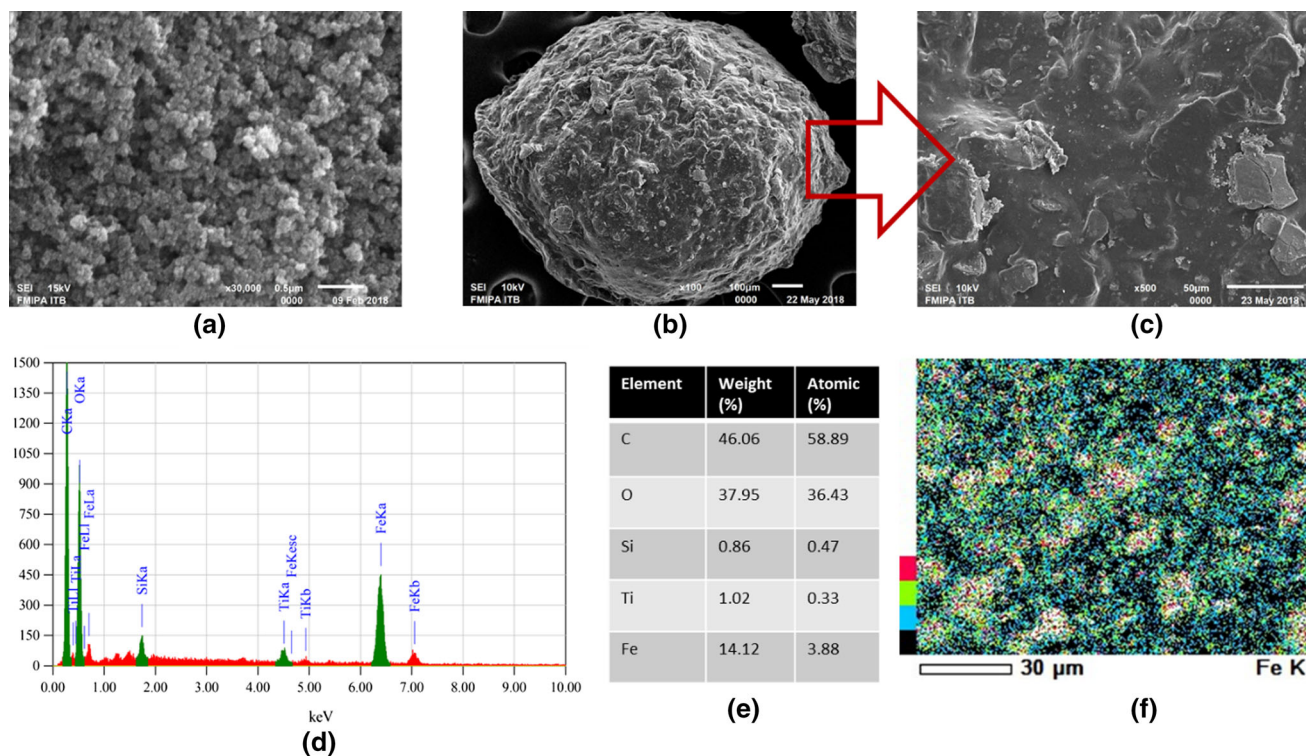 SEI 15kV x30,000 0.5µm
FMIPA ITB 0000 09 Feb 2018
(a)
SEI 10kV x100 100µm
FMIPA ITB 0000 22 May 2018
(b)
SEI 10kV x500 50µm
FMIPA ITB 0000 23 May 2018
(c)
1500
1350
1200
1050
900
750
600
450
300
150
0
CKa
OKa
TiLa
FeLl
FeLa
SiKa
TiKa
FeKesc
TiKb
FeKa
FeKb
0.00 1.00 2.00 3.00 4.00 5.00 6.00 7.00 8.00 9.00 10.00
keV
(d)
Element Weight (%) Atomic (%)
C 46.06 58.89
O 37.95 36.43
Si 0.86 0.47
Ti 1.02 0.33
Fe 14.12 3.88
(e)
30 µm Fe K
(f)